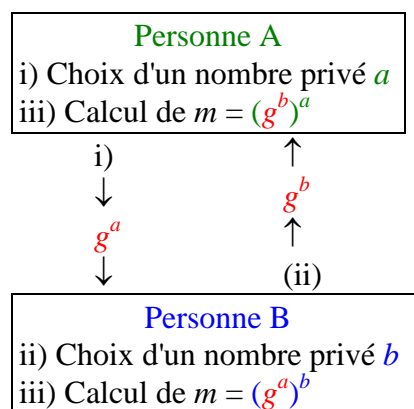 Personne A
i) Choix d'un nombre privé a
iii) Calcul de m = (g^b)^a
i) ↑
↓ g^b
g^a ↑
↓ (ii)
Personne B
ii) Choix d'un nombre privé b
iii) Calcul de m = (g^a)^b